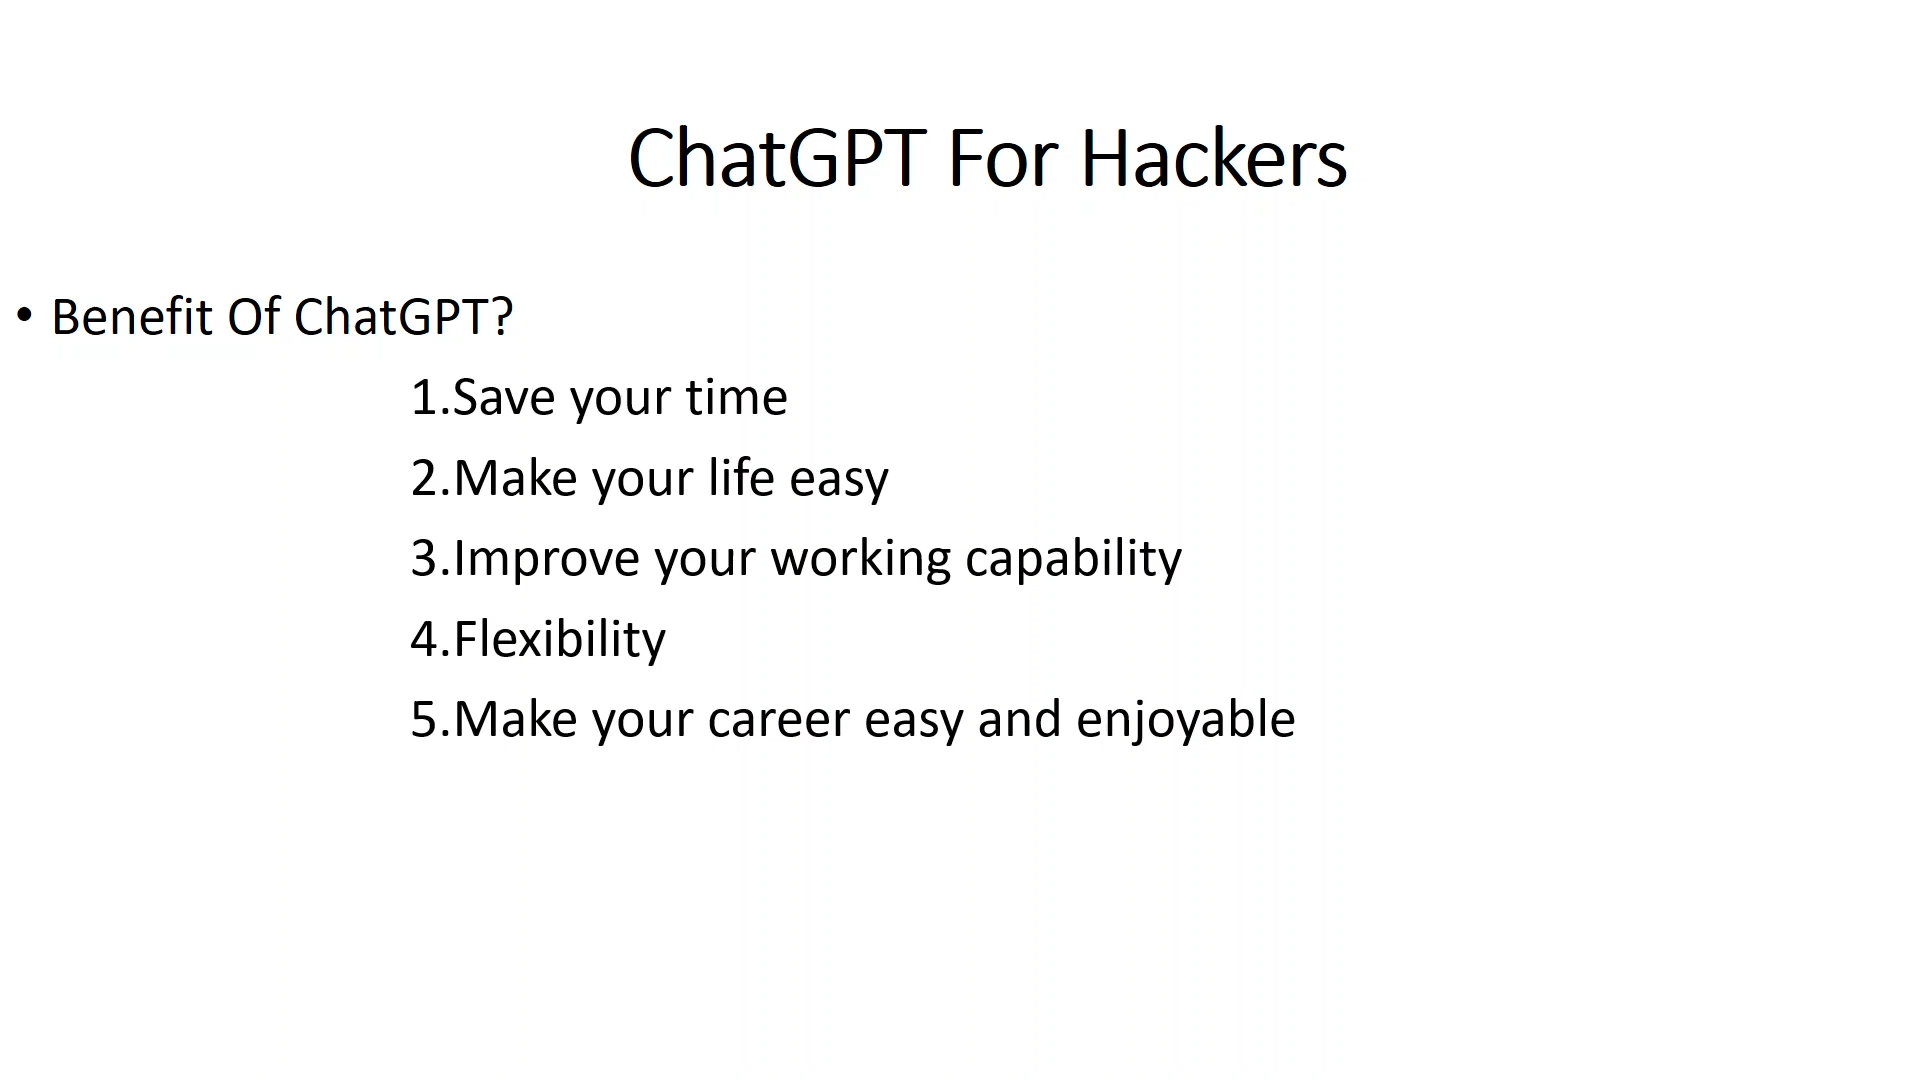 ChatGPT For Hackers
• Benefit Of ChatGPT?
1.Save your time
2.Make your life easy
3.Improve your working capability
4.Flexibility
5.Make your career easy and enjoyable